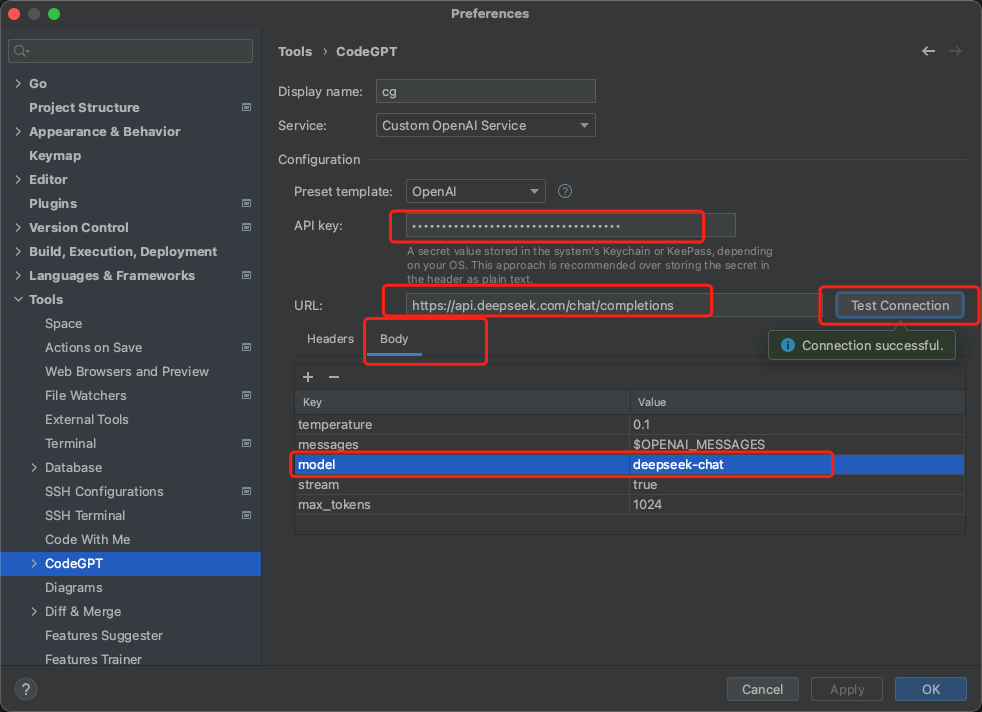 Preferences
Tools › CodeGPT
Go
Project Structure
Appearance & Behavior
Keymap
Editor
Plugins
Version Control
Build, Execution, Deployment
Languages & Frameworks
Tools
Space
Actions on Save
Web Browsers and Preview
File Watchers
External Tools
Terminal
Database
SSH Configurations
SSH Terminal
Code With Me
CodeGPT
Diagrams
Diff & Merge
Features Suggester
Features Trainer
Display name: cg
Service: Custom OpenAI Service
Configuration
Preset template: OpenAI ?
API key: •••••••••••••••••••••••••••••••••••
A secret value stored in the system's Keychain or KeePass, depending
on your OS. This approach is recommended over storing the secret in
the header as plain text.
URL: https://api.deepseek.com/chat/completions Test Connection
Connection successful.
Headers Body
+ −
Key Value
temperature 0.1
messages $OPENAI_MESSAGES
model deepseek-chat
stream true
max_tokens 1024
? Cancel Apply OK